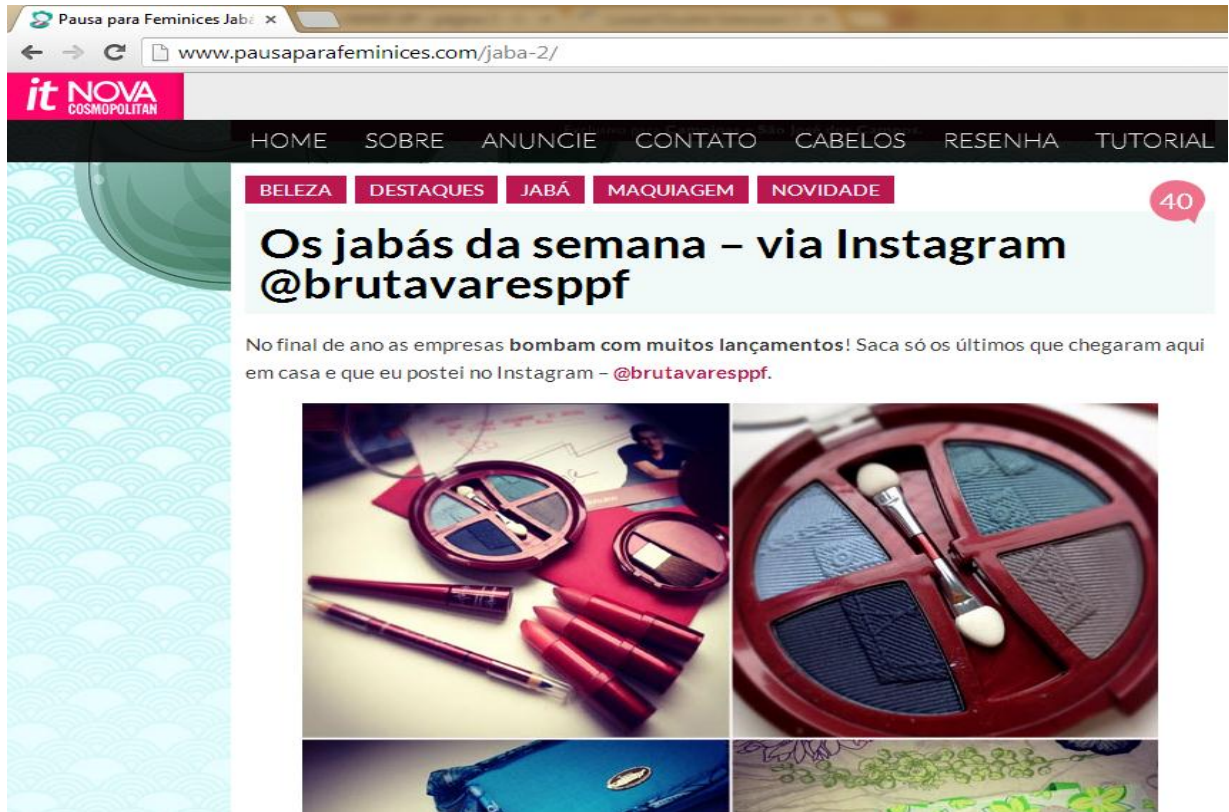 Pausa para Feminices Jabá
www.pausaparafeminices.com/jaba-2/
it NOVA
COSMOPOLITAN
HOME SOBRE ANUNCIE CONTATO CABELOS RESENHA TUTORIAL
BELEZA DESTAQUES JABÁ MAQUIAGEM NOVIDADE
40
Os jabás da semana – via Instagram
@brutavaresppf
No final de ano as empresas bombam com muitos lançamentos! Saca só os últimos que chegaram aqui
em casa e que eu postei no Instagram – @brutavaresppf.